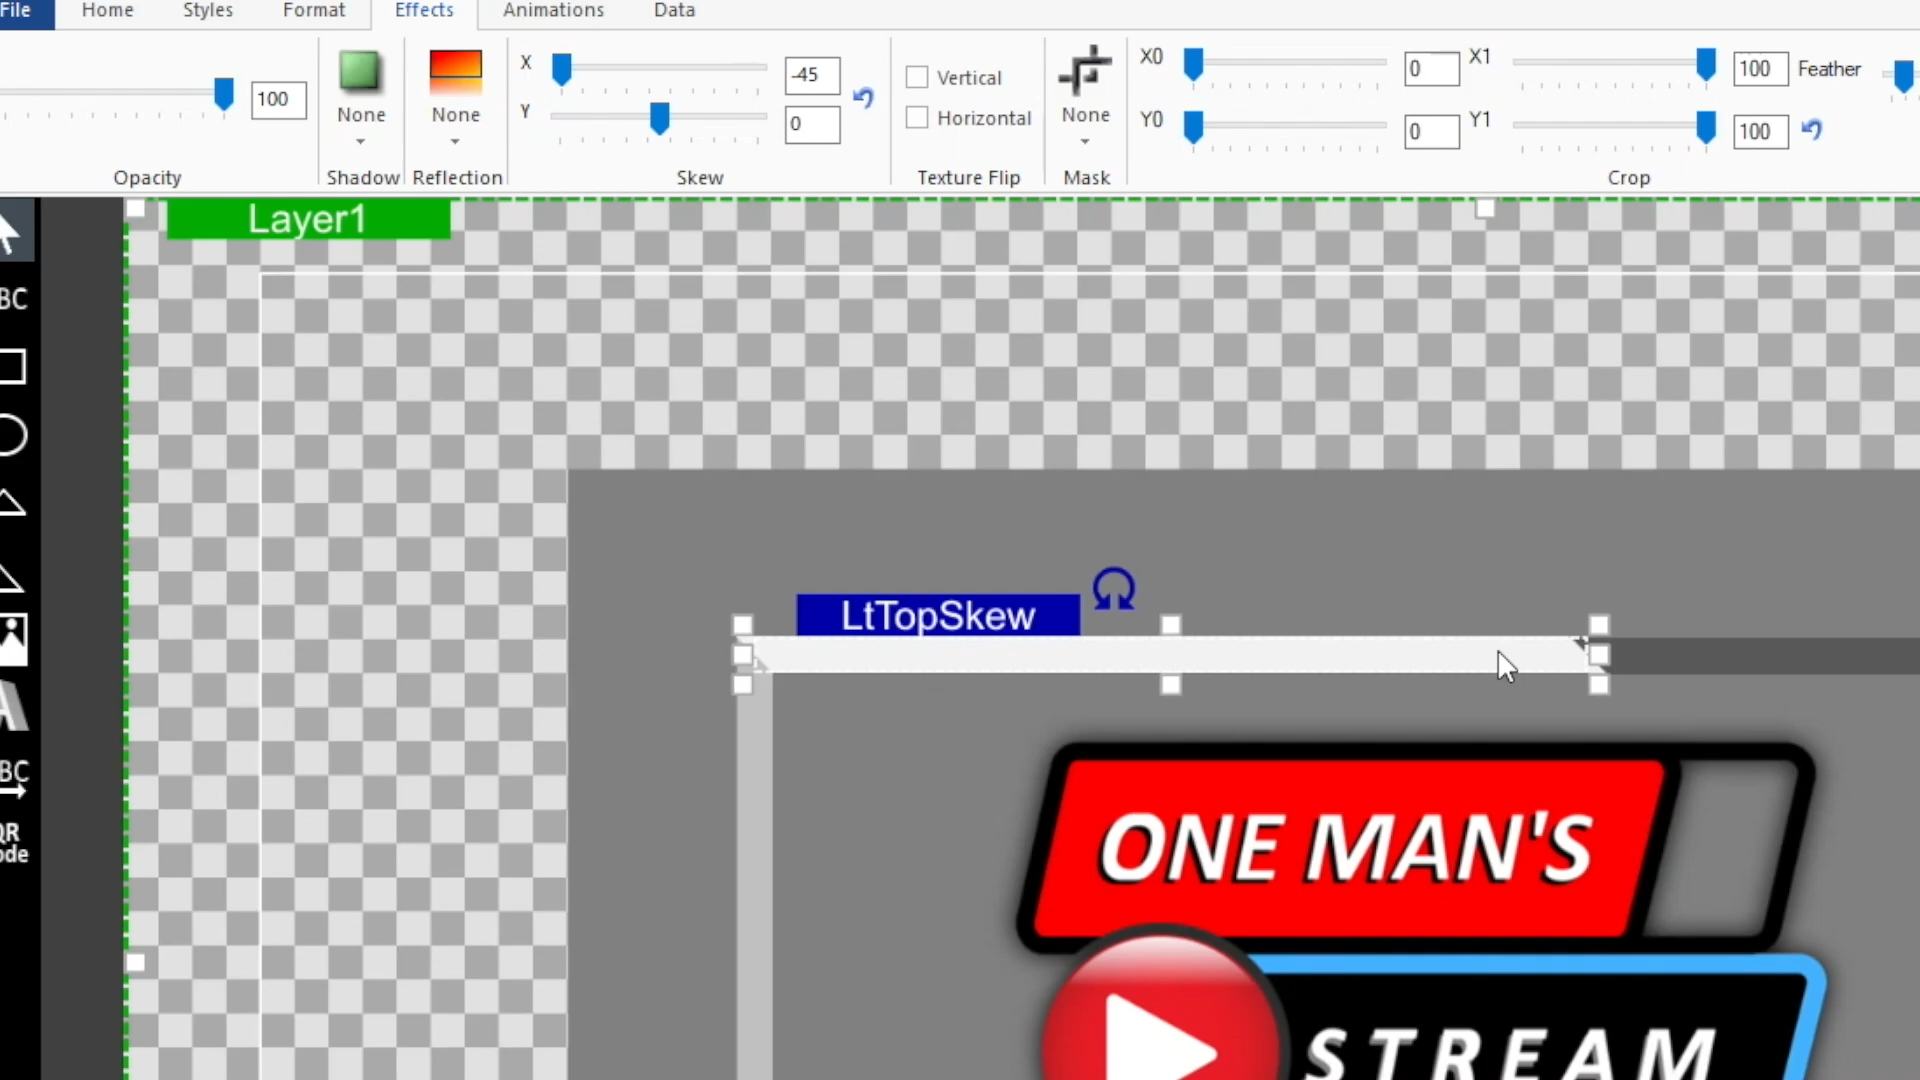 File Home Styles Format Effects Animations Data
X -45 X0 0 X1 100 Feather
100 None None Y 0 Vertical Horizontal None Y0 0 Y1 100
Opacity Shadow Reflection Skew Texture Flip Mask Crop
Layer1
BC
LtTopSkew
ONE MAN'S
BC
QR
ode
STREAM